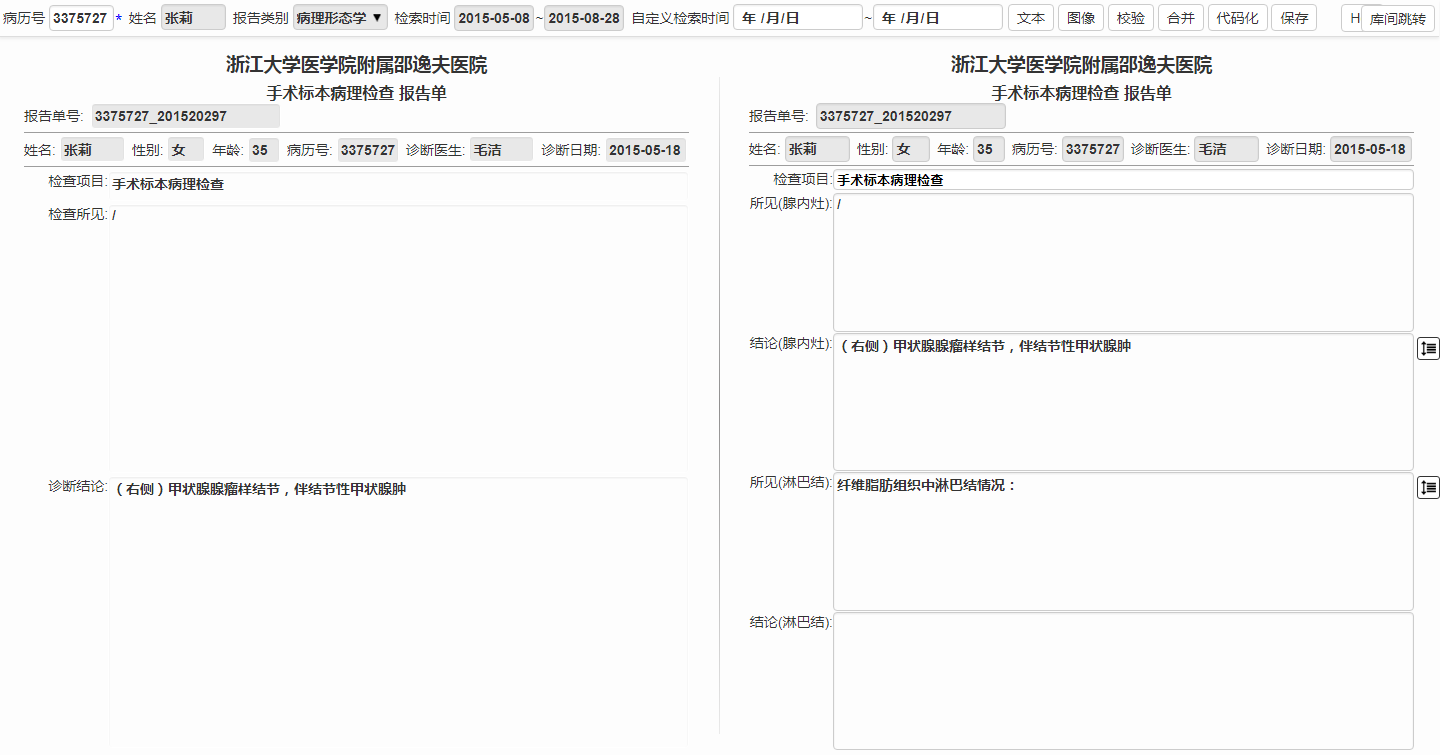 病历号 3375727 * 姓名 张莉 报告类别 病理形态学 ▼ 检索时间 2015-05-08 ~ 2015-08-28 自定义检索时间 年 /月/日 ~ 年 /月/日 文本 图像 校验 合并 代码化 保存 H 库间跳转
浙江大学医学院附属邵逸夫医院
手术标本病理检查 报告单
报告单号: 3375727_201520297
姓名: 张莉 性别: 女 年龄: 35 病历号: 3375727 诊断医生: 毛洁 诊断日期: 2015-05-18
检查项目: 手术标本病理检查
检查所见: /
诊断结论: （右侧）甲状腺腺瘤样结节，伴结节性甲状腺肿
浙江大学医学院附属邵逸夫医院
手术标本病理检查 报告单
报告单号: 3375727_201520297
姓名: 张莉 性别: 女 年龄: 35 病历号: 3375727 诊断医生: 毛洁 诊断日期: 2015-05-18
检查项目: 手术标本病理检查
所见(腺内灶): /
结论(腺内灶): （右侧）甲状腺腺瘤样结节，伴结节性甲状腺肿
所见(淋巴结): 纤维脂肪组织中淋巴结情况：
结论(淋巴结):